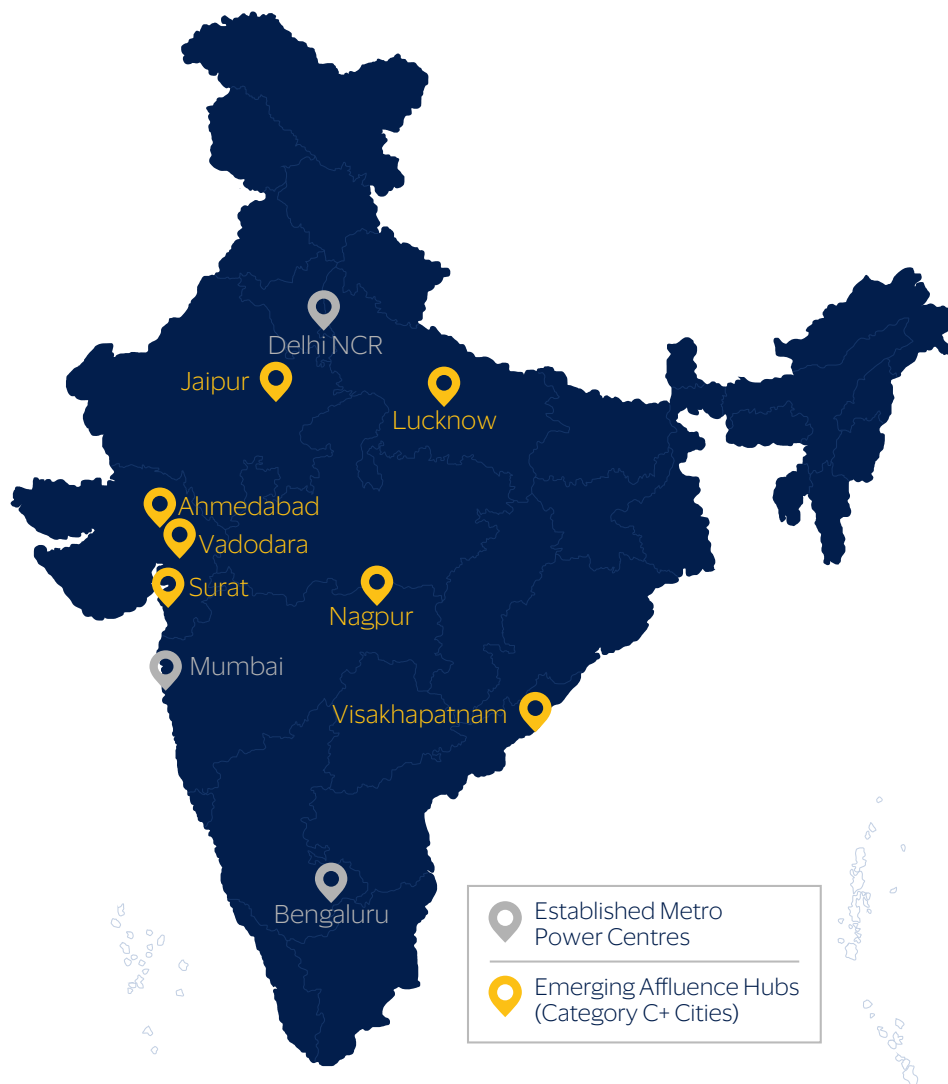 Delhi NCR
Jaipur
Lucknow
Ahmedabad
Vadodara
Surat
Nagpur
Mumbai
Visakhapatnam
Bengaluru
Established Metro
Power Centres
Emerging Affluence Hubs
(Category C+ Cities)